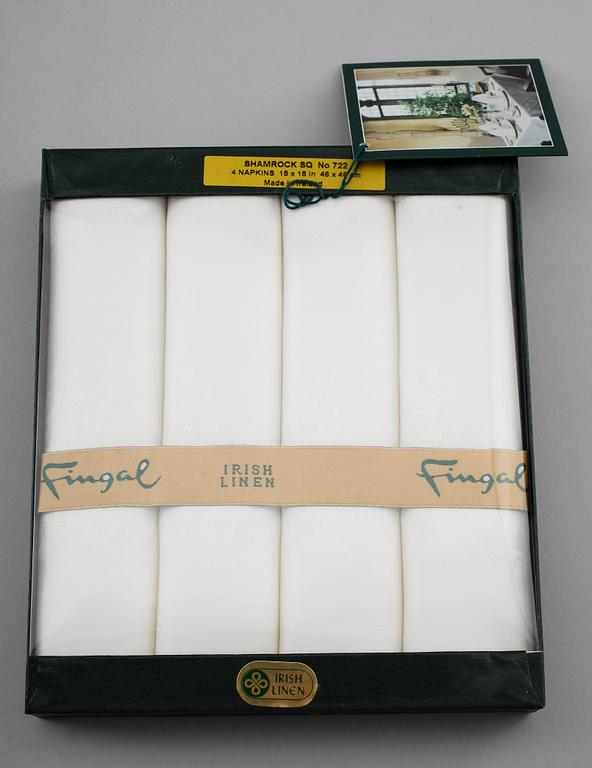 SHAMROCK SQ No 722
4 NAPKINS 18 x 18 in 46 x 46 cm
Made in Ireland
Fingal
IRISH
LINEN
Fingal
IRISH
LINEN